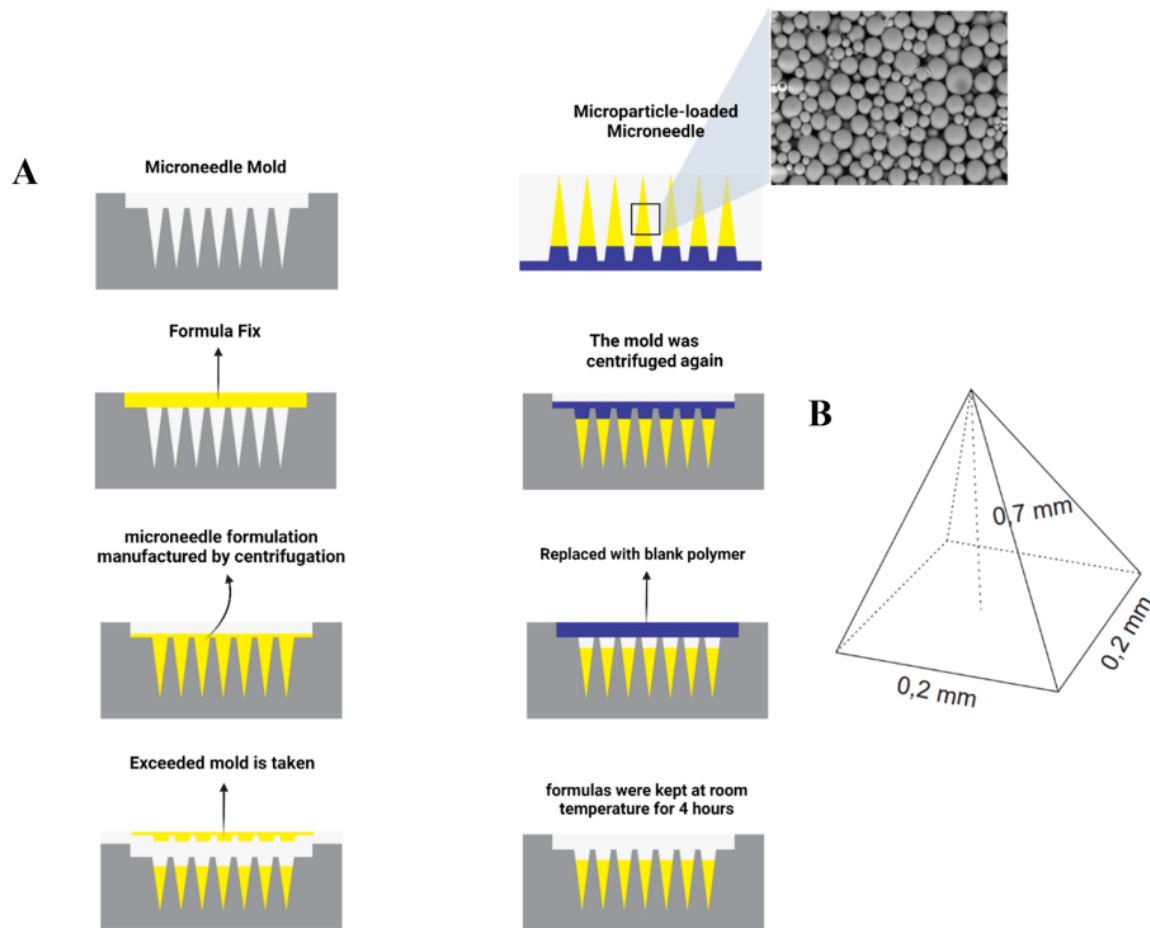 A
Microneedle Mold
Formula Fix
microneedle formulation
manufactured by centrifugation
Exceeded mold is taken
Microparticle-loaded
Microneedle
The mold was
centrifuged again
Replaced with blank polymer
formulas were kept at room
temperature for 4 hours
B
0,7 mm
0,2 mm
0,2 mm